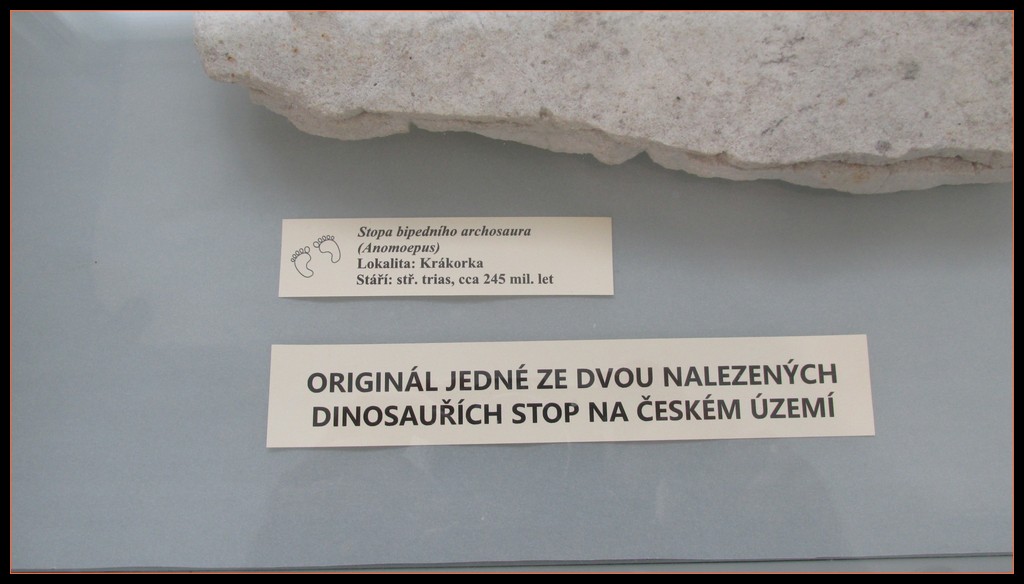 Stopa bipedního archosaura
(Anomoepus)
Lokalita: Krákorka
Stáří: stř. trias, cca 245 mil. let
ORIGINÁL JEDNÉ ZE DVOU NALEZENÝCH
DINOSAUŘÍCH STOP NA ČESKÉM ÚZEMÍ